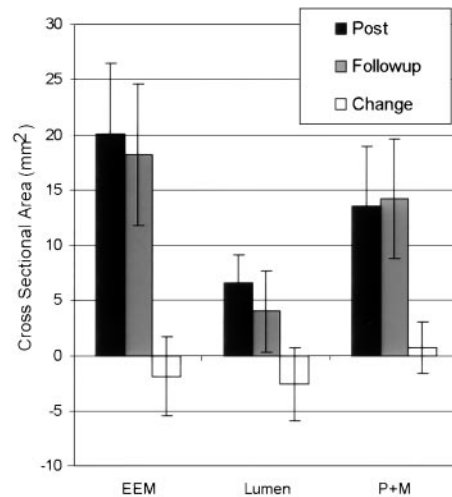 30
25
20
15
10
5
0
-5
-10
Cross Sectional Area (mm²)
Post
Followup
Change
EEM
Lumen
P+M